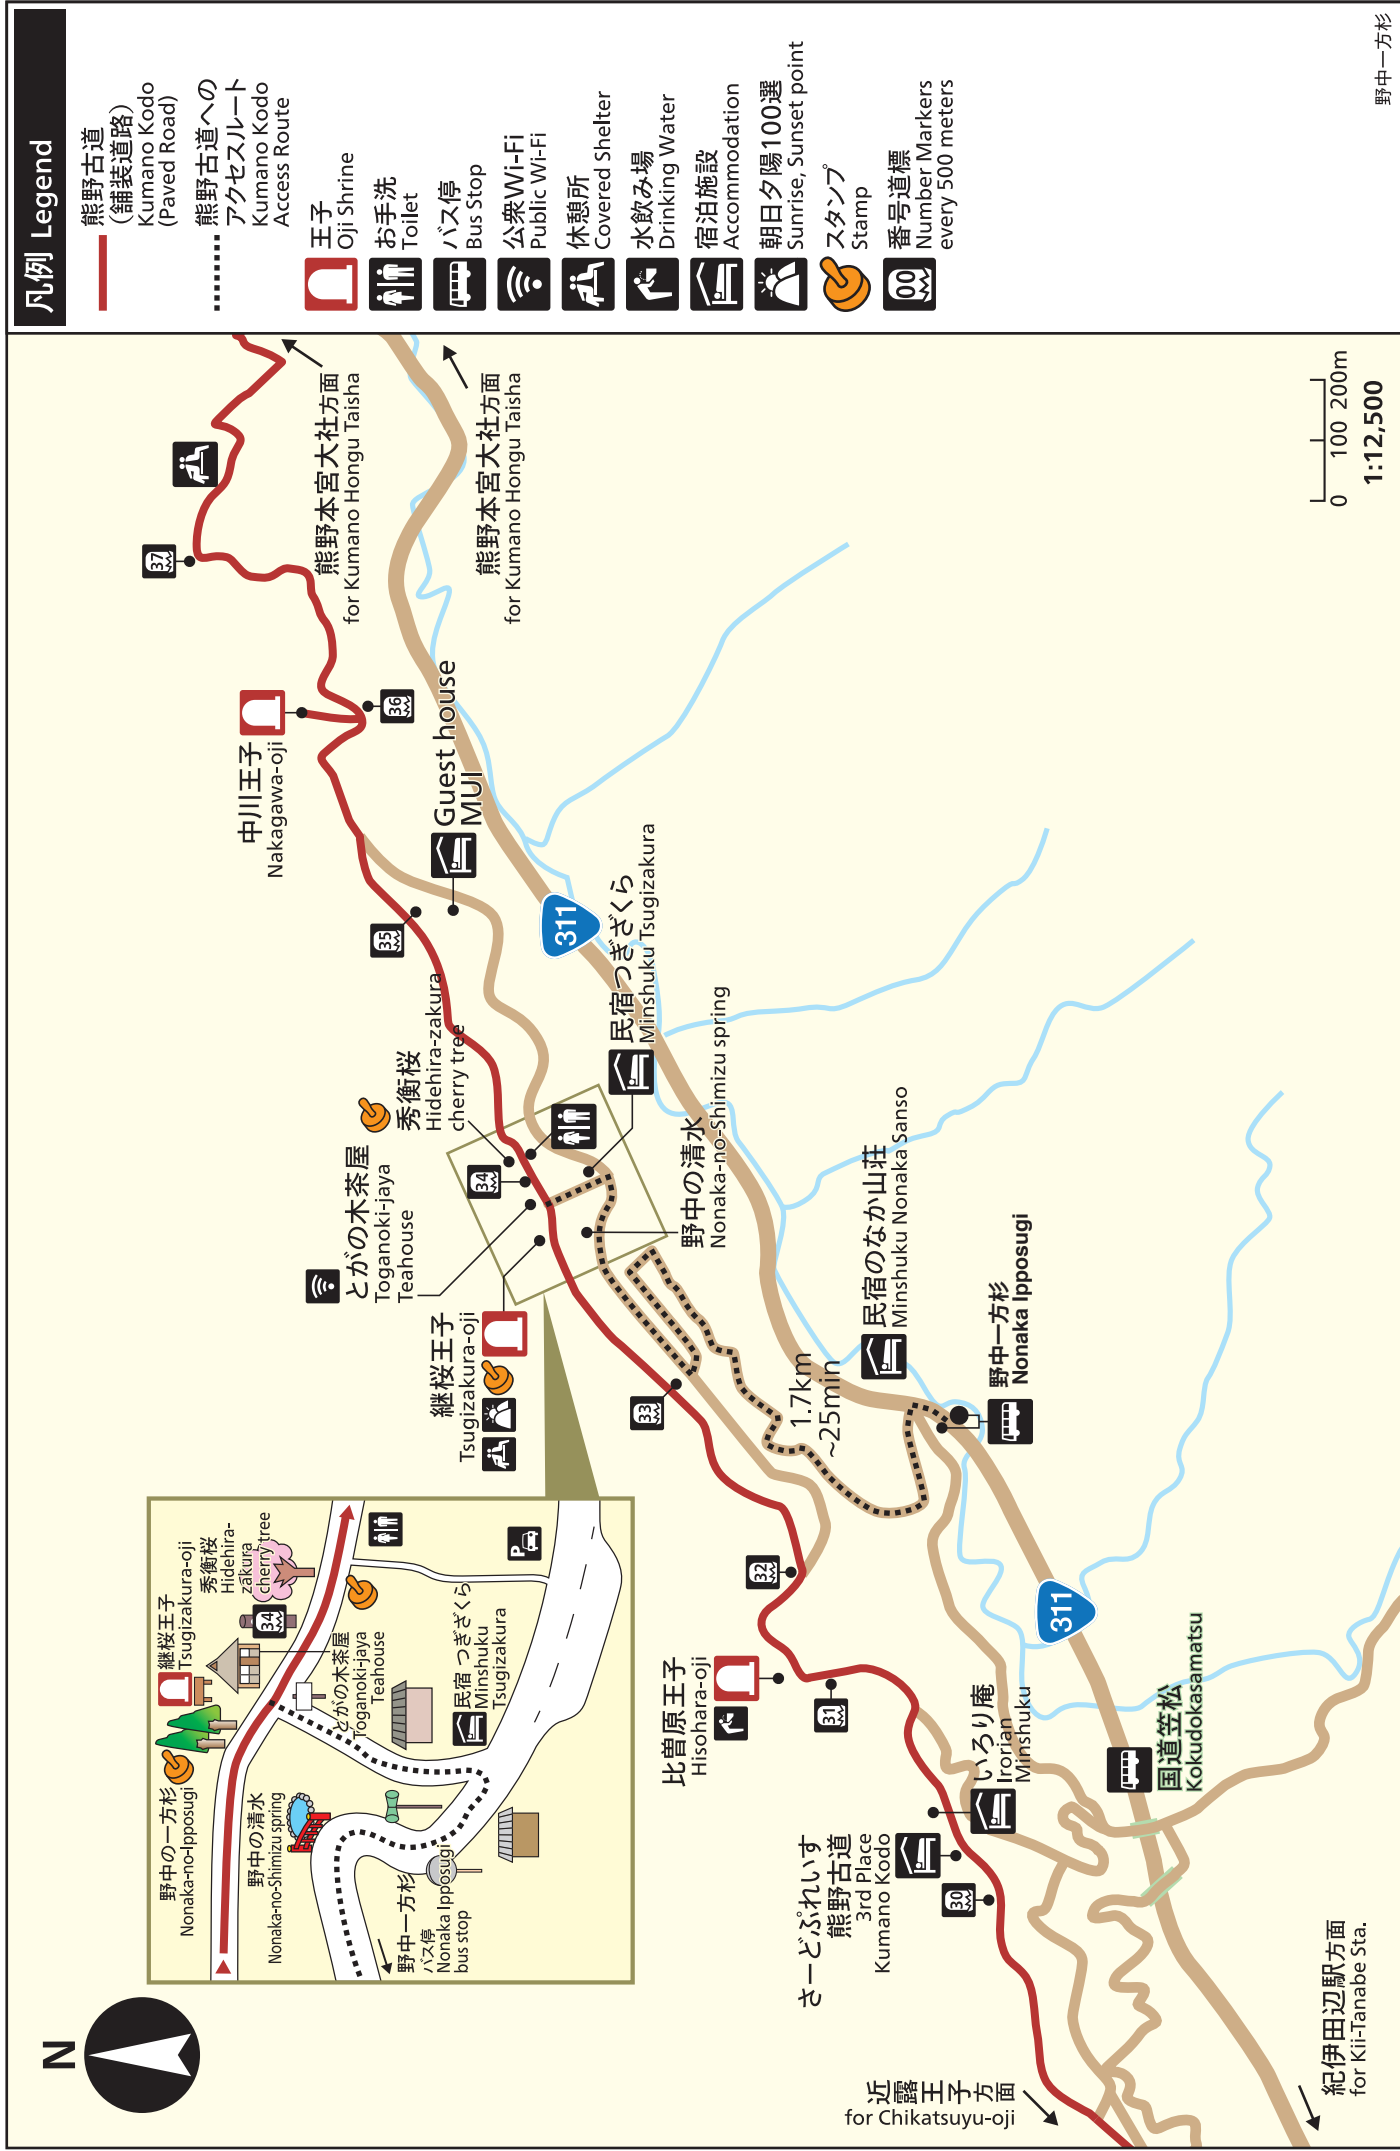 凡例 Legend
熊野古道
（舗装道路）
Kumano Kodo
(Paved Road)
熊野古道への
アクセスルート
Kumano Kodo
Access Route
王子
Oji Shrine
お手洗
Toilet
バス停
Bus Stop
公衆Wi-Fi
Public Wi-Fi
休憩所
Covered Shelter
水飲み場
Drinking Water
宿泊施設
Accommodation
朝日夕陽100選
Sunrise, Sunset point
スタンプ
Stamp
00
番号道標
Number Markers
every 500 meters
野中一方杉
N
継桜王子
Tsugizakura-oji
秀衡桜
Hidehira-
zakura
cherry tree
34
野中の一方杉
Nonaka-no-Ipposugi
とがの木茶屋
Toganoki-jaya
Teahouse
野中の清水
Nonaka-no-Shimizu spring
民宿 つぎざくら
Minshuku
Tsugizakura
P
野中一方杉
バス停
Nonaka Ipposugi
bus stop
37
熊野本宮大社方面
for Kumano Hongu Taisha
熊野本宮大社方面
for Kumano Hongu Taisha
中川王子
Nakagawa-oji
36
Guest house
MUI
35
311
秀衡桜
Hidehira-zakura
cherry tree
民宿 つぎざくら
Minshuku Tsugizakura
34
とがの木茶屋
Toganoki-jaya
Teahouse
野中の清水
Nonaka-no-Shimizu spring
継桜王子
Tsugizakura-oji
33
民宿のなか山荘
Minshuku Nonaka Sanso
1.7km
~25min
野中一方杉
Nonaka Ipposugi
32
比曽原王子
Hisohara-oji
31
311
いろり庵
Irorian
Minshuku
国道笠松
Kokudokasamatsu
さーどぷれいす
熊野古道
3rd Place
Kumano Kodo
30
近露王子方面
for Chikatsuyu-oji
紀伊田辺駅方面
for Kii-Tanabe Sta.
0 100 200m
1:12,500